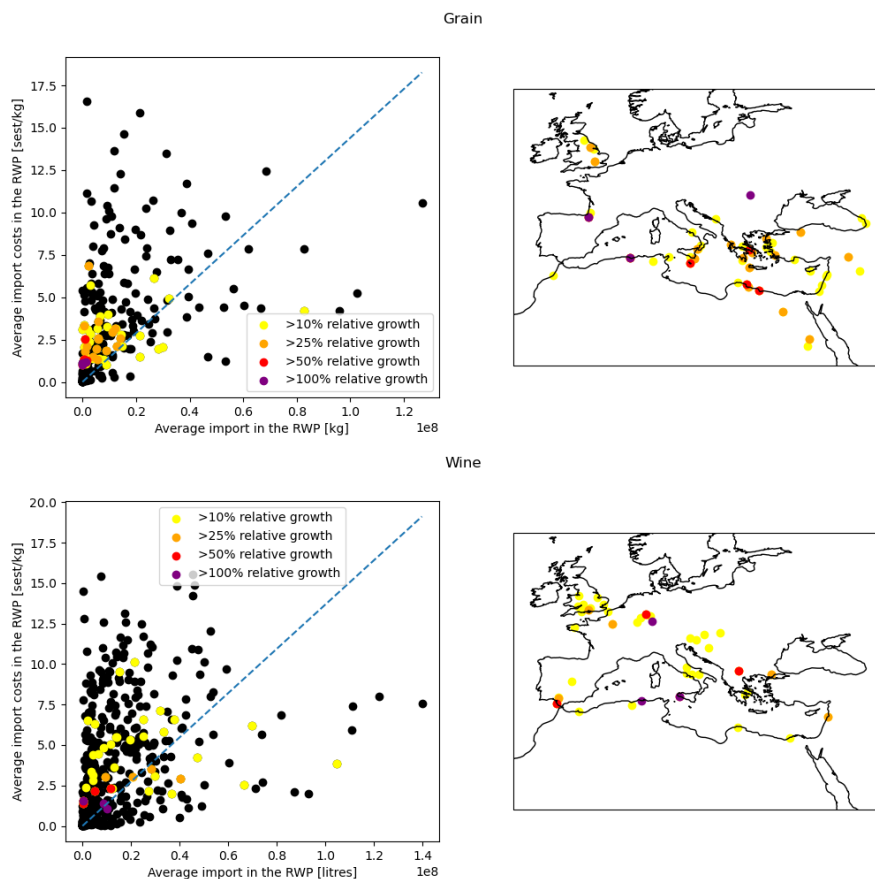 Grain
Average import costs in the RWP [sest/kg]
17.5
15.0
12.5
10.0
7.5
5.0
2.5
0.0
>10% relative growth
>25% relative growth
>50% relative growth
>100% relative growth
0.0 0.2 0.4 0.6 0.8 1.0 1.2
1e8
Average import in the RWP [kg]
Wine
Average import costs in the RWP [sest/kg]
20.0
17.5
15.0
12.5
10.0
7.5
5.0
2.5
0.0
>10% relative growth
>25% relative growth
>50% relative growth
>100% relative growth
0.0 0.2 0.4 0.6 0.8 1.0 1.2 1.4
1e8
Average import in the RWP [litres]